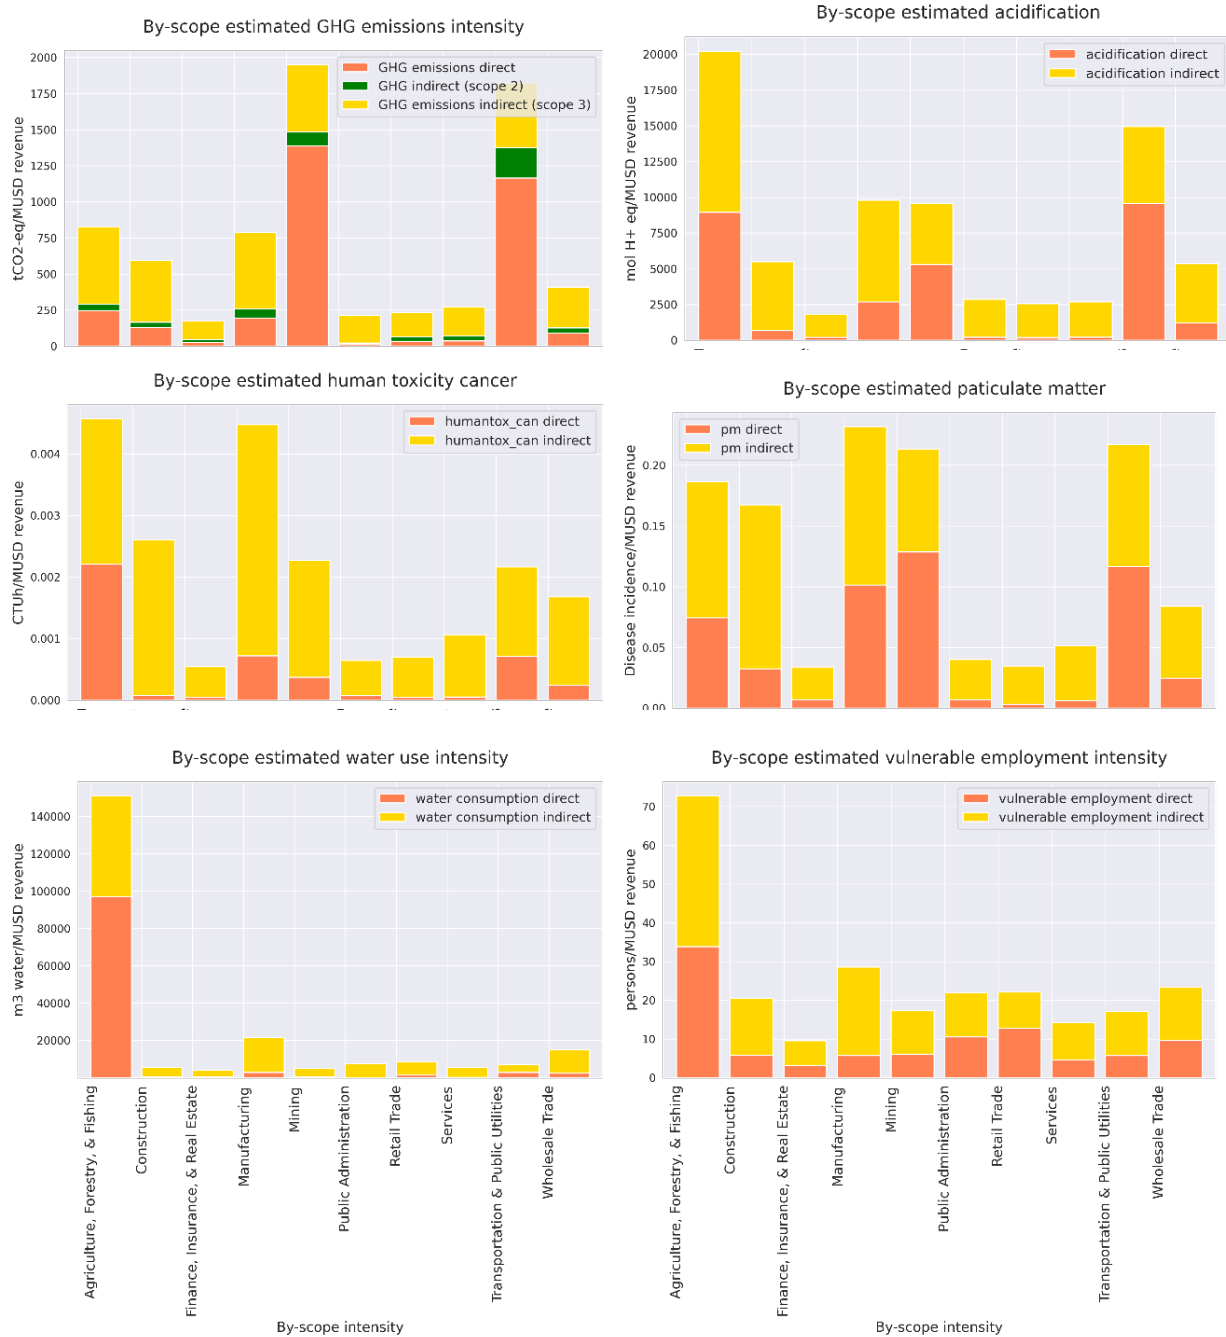 By-scope estimated GHG emissions intensity
GHG emissions direct
GHG indirect (scope 2)
GHG emissions indirect (scope 3)
tCO2-eq/MUSD revenue
2000
1750
1500
1250
1000
750
500
250
0
By-scope estimated acidification
acidification direct
acidification indirect
mol H+ eq/MUSD revenue
20000
17500
15000
12500
10000
7500
5000
2500
0
By-scope estimated human toxicity cancer
humantox_can direct
humantox_can indirect
CTUh/MUSD revenue
0.004
0.003
0.002
0.001
0.000
By-scope estimated paticulate matter
pm direct
pm indirect
Disease incidence/MUSD revenue
0.20
0.15
0.10
0.05
0.00
By-scope estimated water use intensity
water consumption direct
water consumption indirect
m3 water/MUSD revenue
140000
120000
100000
80000
60000
40000
20000
Agriculture, Forestry, & Fishing
Construction
Finance, Insurance, & Real Estate
Manufacturing
Mining
Public Administration
Retail Trade
Services
Transportation & Public Utilities
Wholesale Trade
By-scope intensity
By-scope estimated vulnerable employment intensity
vulnerable employment direct
vulnerable employment indirect
persons/MUSD revenue
70
60
50
40
30
20
10
0
Agriculture, Forestry, & Fishing
Construction
Finance, Insurance, & Real Estate
Manufacturing
Mining
Public Administration
Retail Trade
Services
Transportation & Public Utilities
Wholesale Trade
By-scope intensity